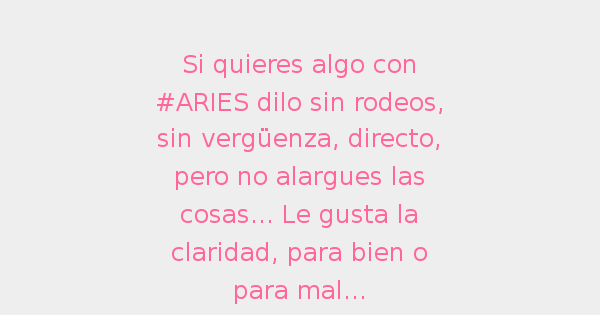 Si quieres algo con
#ARIES dilo sin rodeos,
sin vergüenza, directo,
pero no alargues las
cosas... Le gusta la
claridad, para bien o
para mal...